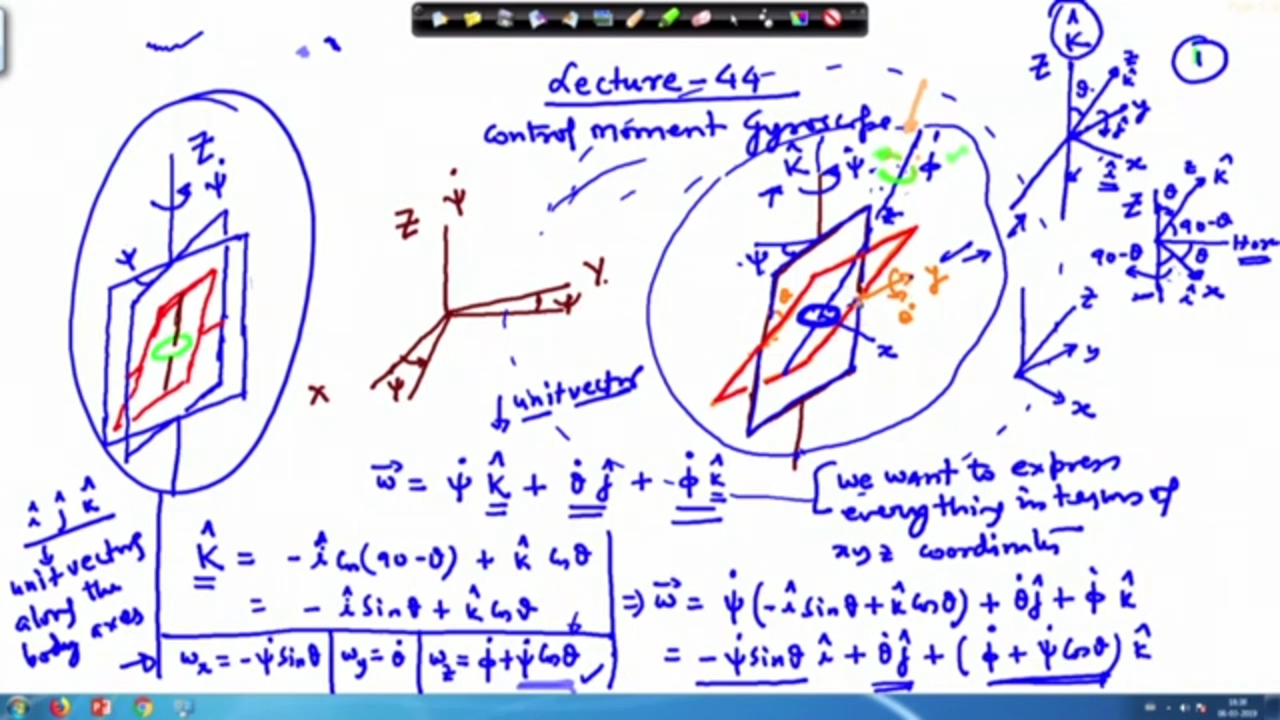 Lecture - 44
control moment Gyroscope
1
K̂
Z
θ
z
k̂
y
ĵ
x
î
Z
ψ̇
ψ
Z
ψ̇
Y
ψ
x
ψ
K̂
ψ̇
φ̇
z
ψ
θ
y
θ̇
x
Z
θ
z
k̂
90-θ
Horz
90-θ
θ
î x
z
y
x
unit vector
ω⃗ = ψ̇ K̂ + θ̇ ĵ + φ̇ k̂
we want to express
everything in terms of
xyz coordinates
î ĵ k̂
unit vectors
along the
body axes
K̂ = - î cos(90-θ) + k̂ cosθ
= - î sinθ + k̂ cosθ
ωx = -ψ̇ sinθ | ωy = θ̇ | ωz = φ̇ + ψ̇ cosθ
⇒ ω⃗ = ψ̇(-î sinθ + k̂ cosθ) + θ̇ ĵ + φ̇ k̂
= -ψ̇ sinθ î + θ̇ ĵ + (φ̇ + ψ̇ cosθ) k̂